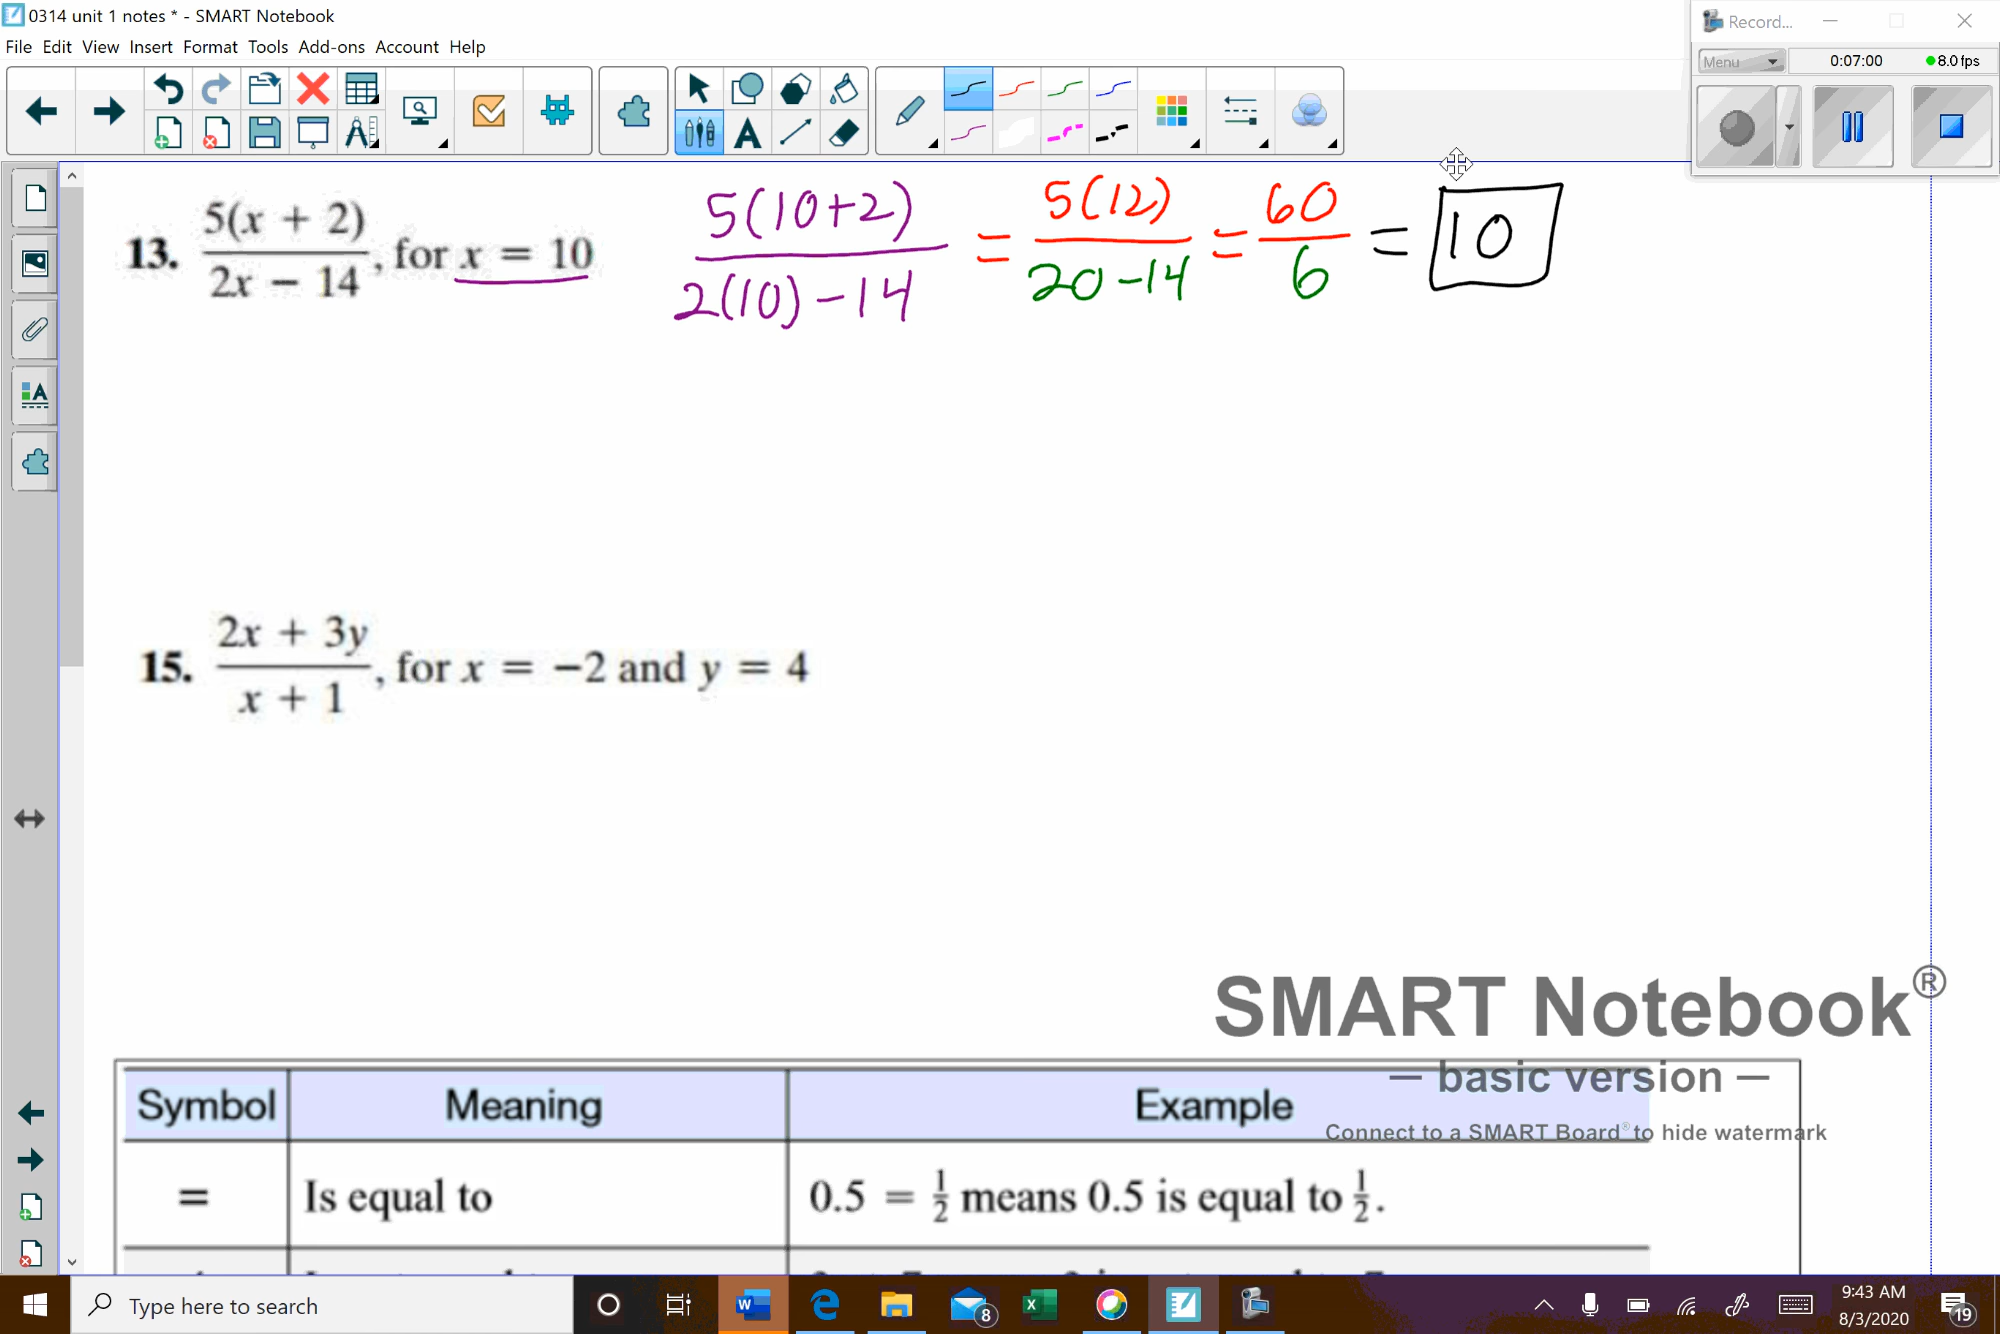 0314 unit 1 notes * - SMART Notebook
File Edit View Insert Format Tools Add-ons Account Help
Record...
Menu 0:07:00 8.0 fps
13. 5(x + 2) / 2x − 14, for x = 10
5(10+2) / 2(10)-14 = 5(12) / 20-14 = 60 / 6 = 10
15. 2x + 3y / x + 1, for x = −2 and y = 4
SMART Notebook®
— basic version —
Connect to a SMART Board® to hide watermark
Symbol Meaning Example
= Is equal to 0.5 = 1/2 means 0.5 is equal to 1/2.
Type here to search
8
9:43 AM
8/3/2020
19